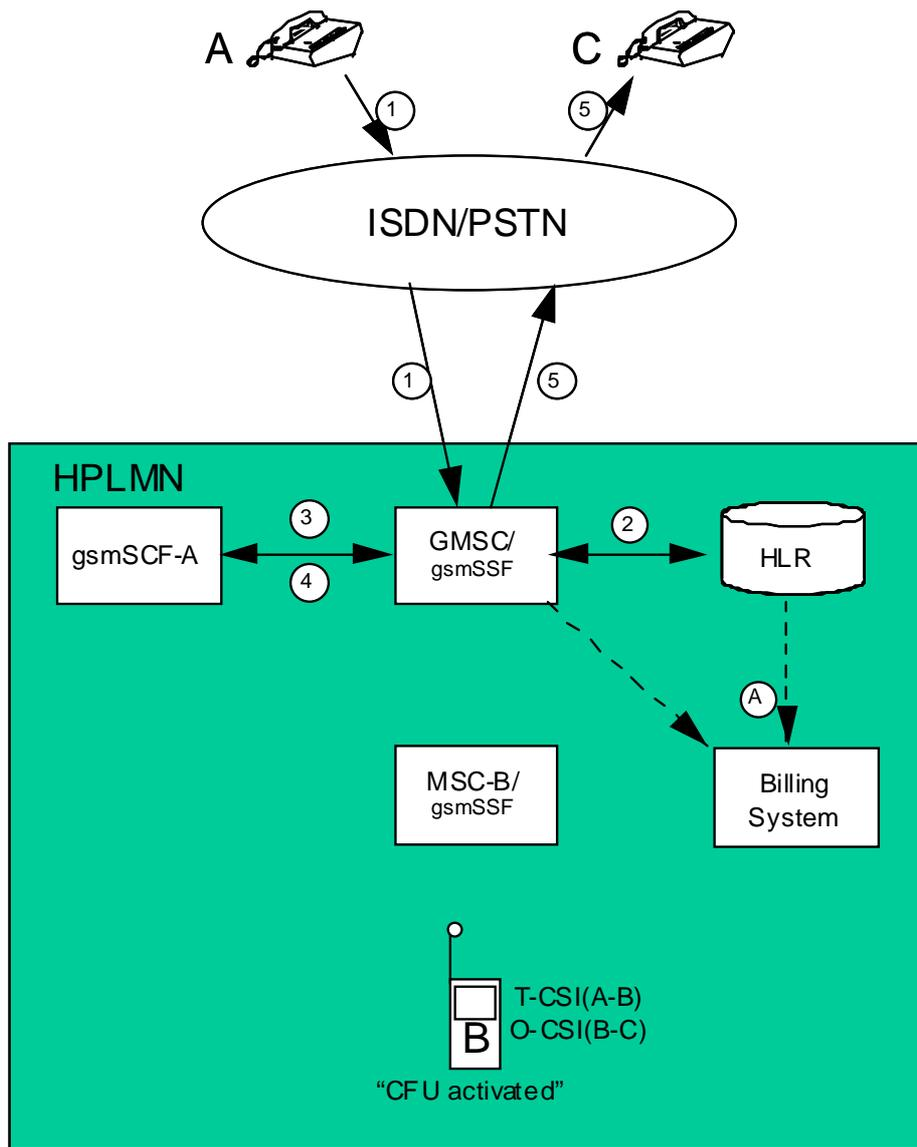 A
C
1
5
ISDN/PSTN
1
5
HPLMN
3
2
gsmSCF-A
GMSC/
gsmSSF
HLR
4
A
MSC-B/
gsmSSF
Billing
System
T-CSI(A-B)
B
O-CSI(B-C)
“CFU activated”